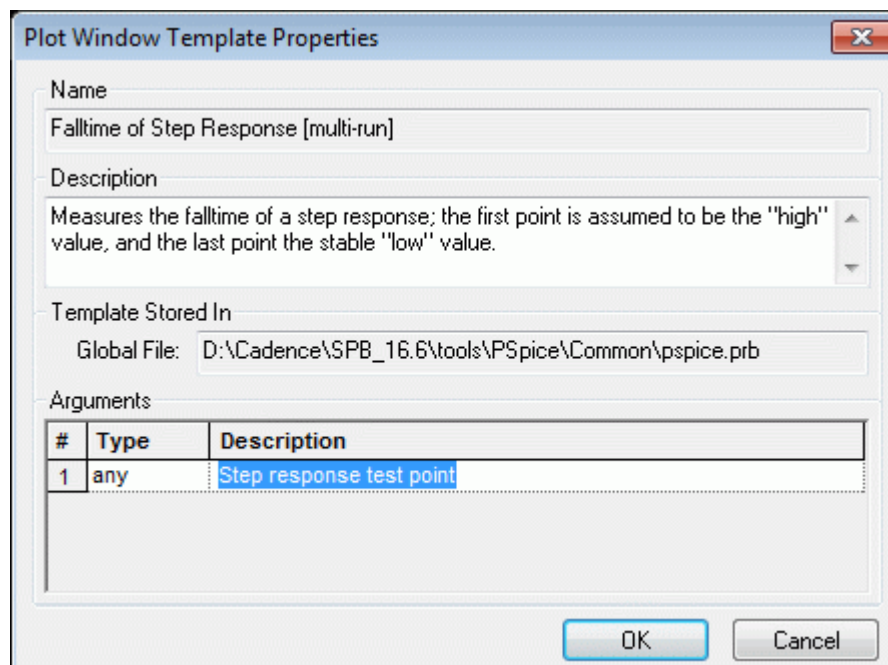 Plot Window Template Properties
Name
Falltime of Step Response [multi-run]
Description
Measures the falltime of a step response; the first point is assumed to be the "high"
value, and the last point the stable "low" value.
Template Stored In
Global File: D:\Cadence\SPB_16.6\tools\PSpice\Common\pspice.prb
Arguments
# Type Description
1 any Step response test point
OK Cancel